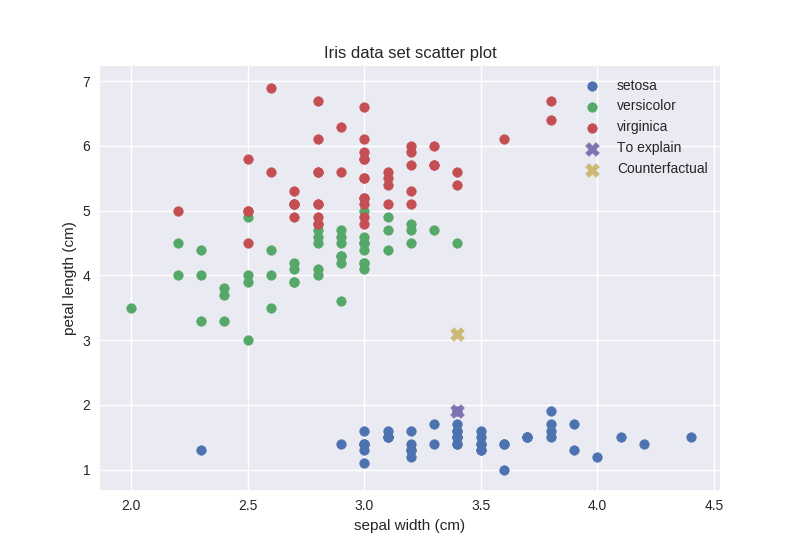 Iris data set scatter plot
setosa
versicolor
virginica
To explain
Counterfactual
7
6
5
4
3
2
1
petal length (cm)
2.0 2.5 3.0 3.5 4.0 4.5
sepal width (cm)